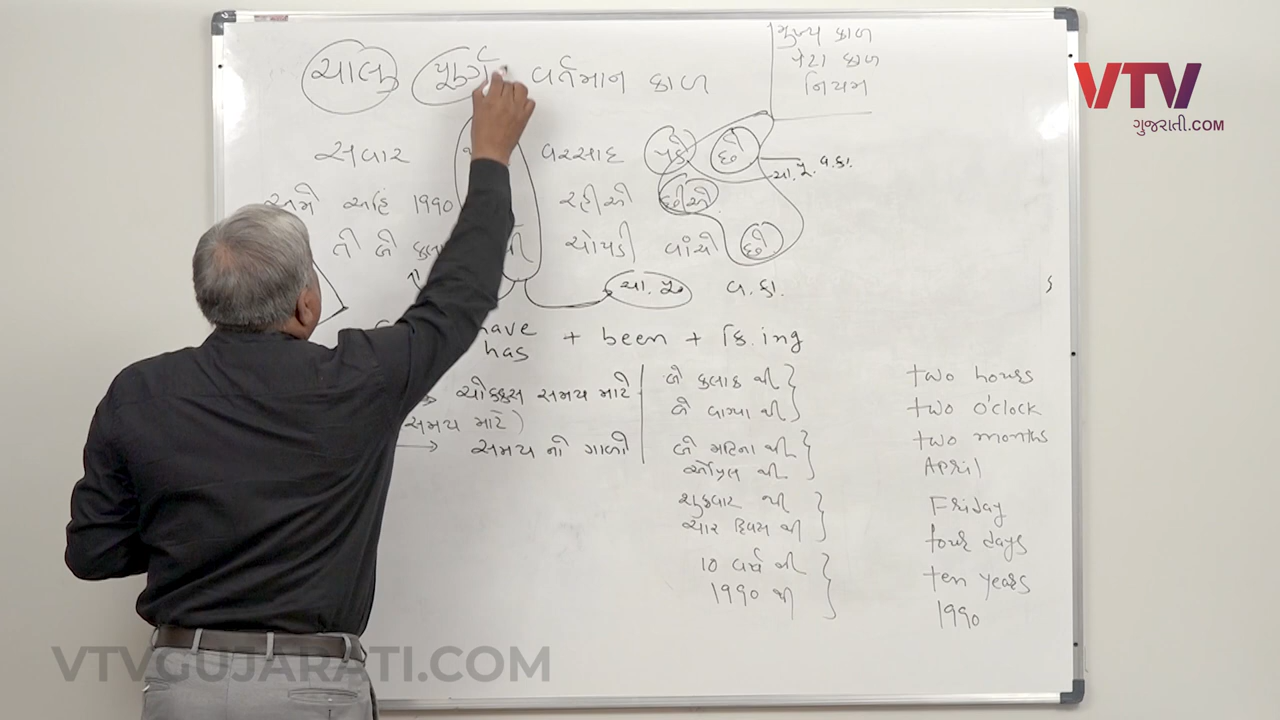 મુખ્ય કાળ
પેટા કાળ
નિયમ
ચાલુ પૂર્ણ વર્તમાન કાળ
સવાર વરસાદ પડે છે
ચા. પૂ. વ. કા.
અમે અહિં 1990 રહીએ છીએ.
તે બે ચોપડી વાંચે છે
ચા. પૂ. વ. કા.
have
has + been + ક્રિ. ing
ચોક્કસ સમય માટે
સમય માટે)
સમય નો ગાળો
બે કલાક થી
બે વાગ્યા થી
બે મહિના થી
એપ્રિલ થી
શુક્રવાર થી
ચાર દિવસ થી
10 વર્ષ થી
1990 થી
two hours
two o'clock
two months
April
Friday
four days
ten years
1990
VTV
ગુજરાતી.COM
VTVGUJARATI.COM